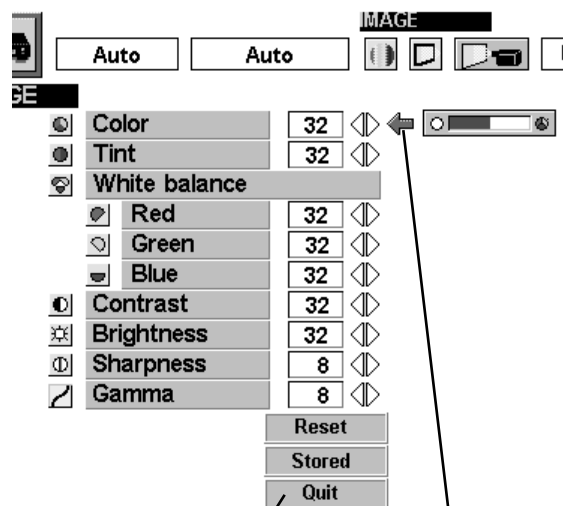 IMAGE
Auto Auto
GE
Color 32
Tint 32
White balance
Red 32
Green 32
Blue 32
Contrast 32
Brightness 32
Sharpness 8
Gamma 8
Reset
Stored
Quit